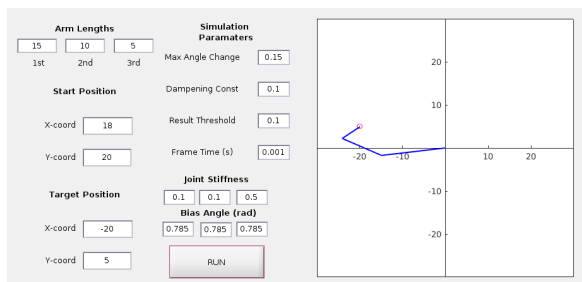 Arm Lengths
15 10 5
1st 2nd 3rd
Start Position
X-coord 18
Y-coord 20
Target Position
X-coord -20
Y-coord 5
Simulation
Paramaters
Max Angle Change 0.15
Dampening Const 0.1
Result Threshold 0.1
Frame Time (s) 0.001
Joint Stiffness
0.1 0.1 0.5
Bias Angle (rad)
0.785 0.785 0.785
RUN
20
10
-20 -10 10 20
-10
-20